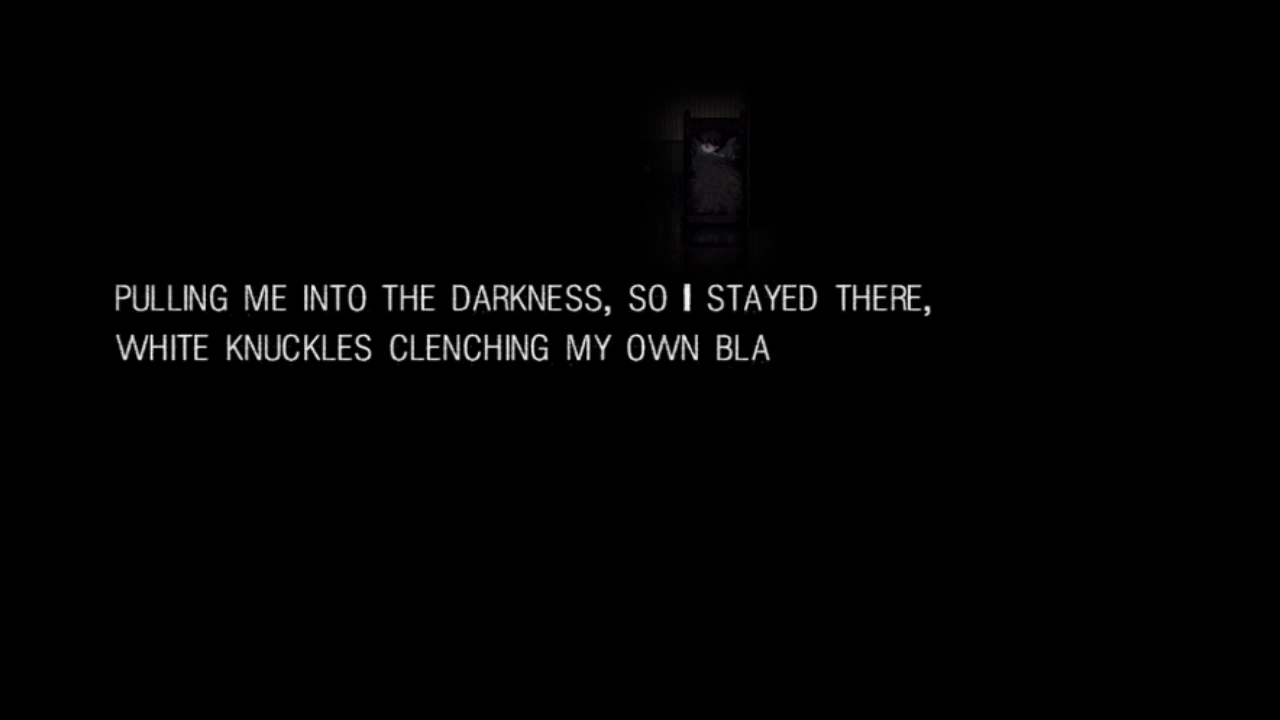 PULLING ME INTO THE DARKNESS, SO I STAYED THERE,
WHITE KNUCKLES CLENCHING MY OWN BLA